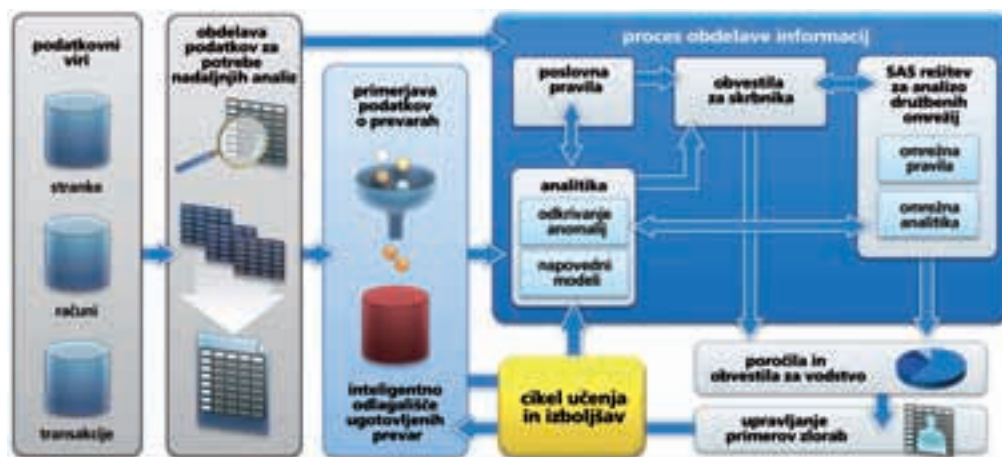 podatkovni
viri
stranka
računi
transakcije
obdelava
podatkov za
potrebe
nadaljnjih analiz
primerjava
podatkov
o prevarah
inteligentno
odlagališče
ugotovljenih
prevar
proces obdelave informacij
poslovna
pravila
obvestila
za skrbnika
SAS rešitev
za analizo
družbenih
omrežij
omrežna
pravila
omrežna
analitika
analitika
odkrivanje
anomalij
napovedni
modeli
cikel učenja
in izboljšav
poročila in
obvestila za vodstvo
upravljanje
primerov zlorab